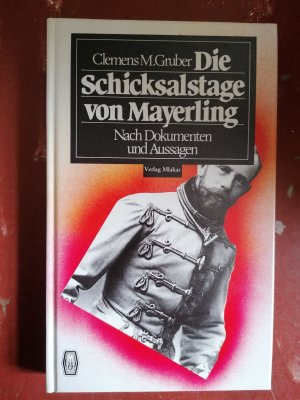 Clemens M. Gruber Die
Schicksalstage
von Mayerling
Nach Dokumenten
und Aussagen
Verlag Mlakar